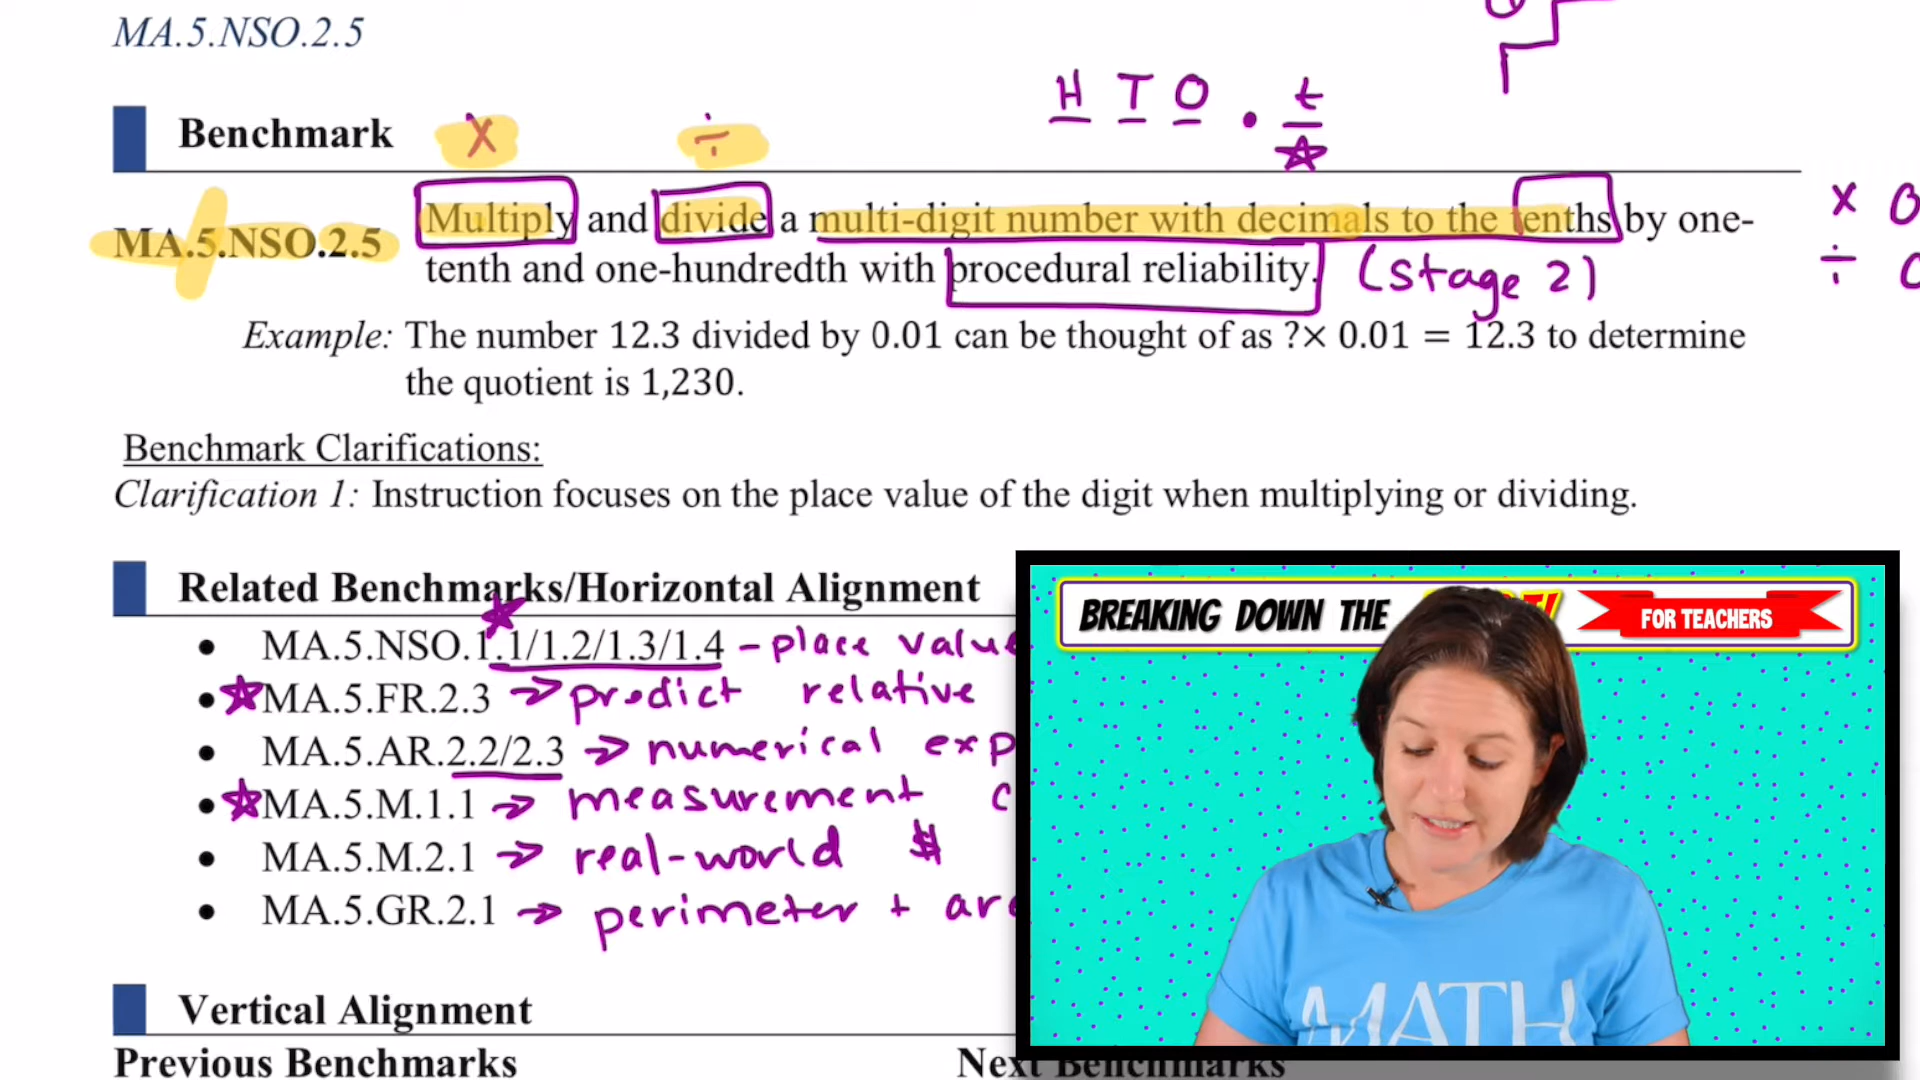 MA.5.NSO.2.5
H T O . t
Benchmark × ÷
MA.5.NSO.2.5 Multiply and divide a multi-digit number with decimals to the tenths by one-
tenth and one-hundredth with procedural reliability. (stage 2)
× 0
÷ 0
Example: The number 12.3 divided by 0.01 can be thought of as ?× 0.01 = 12.3 to determine
the quotient is 1,230.
Benchmark Clarifications:
Clarification 1: Instruction focuses on the place value of the digit when multiplying or dividing.
Related Benchmarks/Horizontal Alignment
• MA.5.NSO.1.1/1.2/1.3/1.4 - place value
• MA.5.FR.2.3 → predict relative
• MA.5.AR.2.2/2.3 → numerical exp
• MA.5.M.1.1 → measurement c
• MA.5.M.2.1 → real-world $
• MA.5.GR.2.1 → perimeter + are
BREAKING DOWN THE
FOR TEACHERS
MATH
Vertical Alignment
Previous Benchmarks
Next Benchmarks